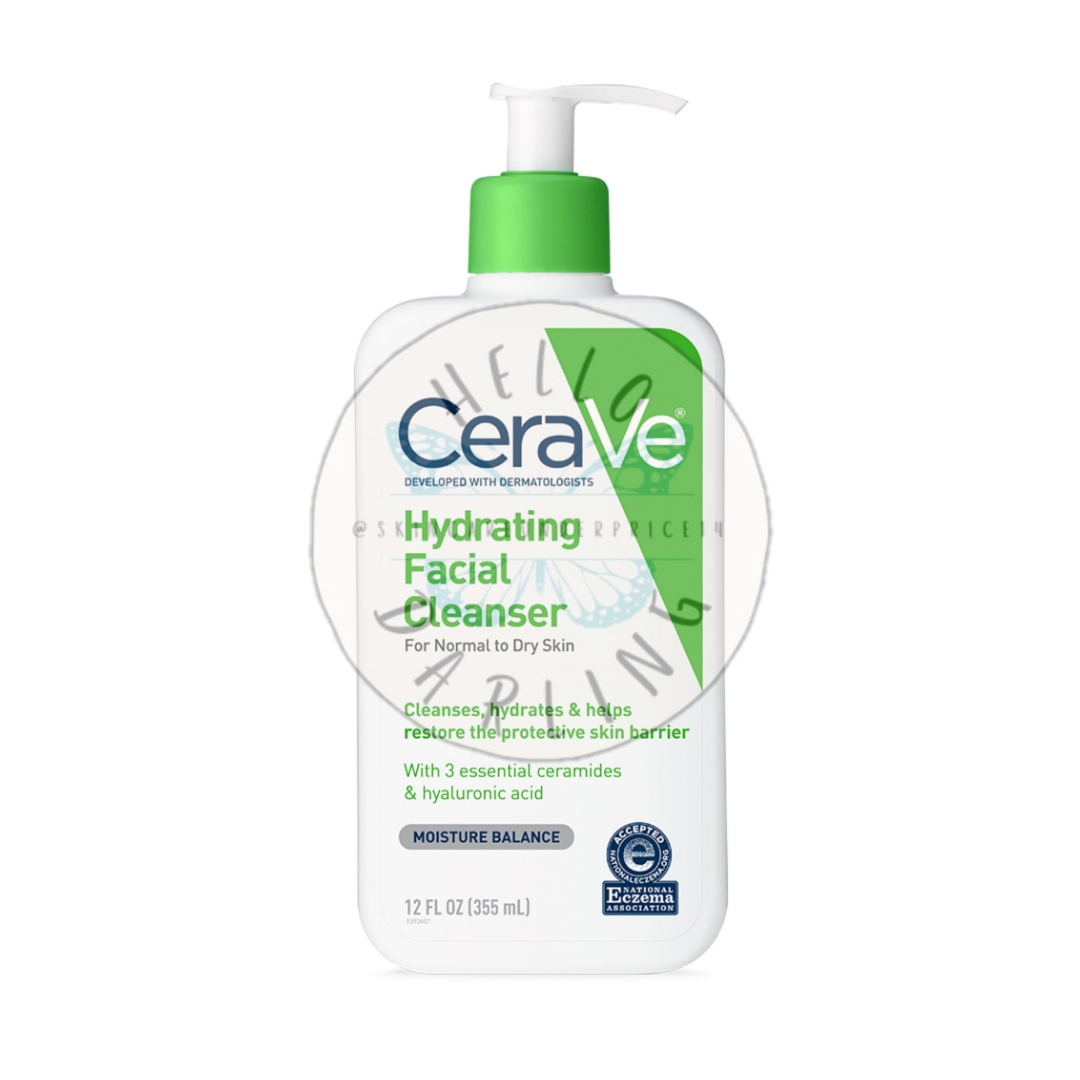 HELLO
CeraVe®
DEVELOPED WITH DERMATOLOGISTS
Hydrating
@SKINCAREUNDERPRICE14
Facial
Cleanser
For Normal to Dry Skin
DARLING
Cleanses, hydrates & helps
restore the protective skin barrier
With 3 essential ceramides
& hyaluronic acid
MOISTURE BALANCE
ACCEPTED
NATIONALECZEMA.ORG
e
NATIONAL
Eczema
ASSOCIATION
12 FL OZ (355 mL)